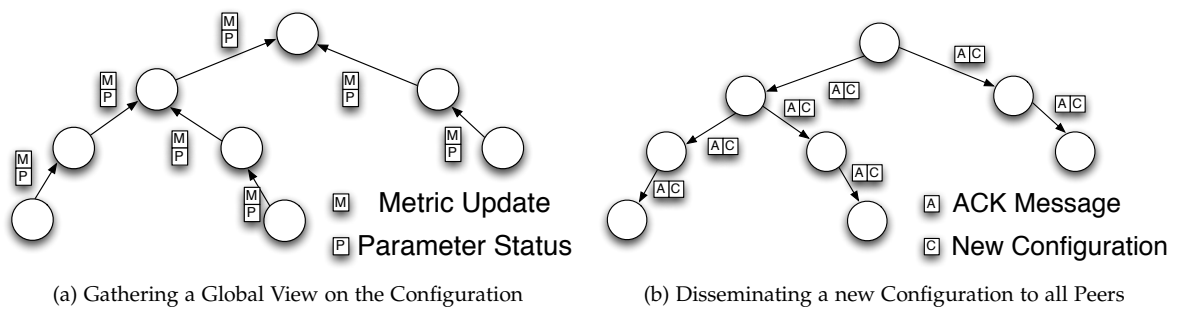 M
P
M
P
M
P
M
P
M
P
M
P
M
P
M Metric Update
P Parameter Status
(a) Gathering a Global View on the Configuration
A C
A C
A C
A C
A C
A C
A C
A ACK Message
C New Configuration
(b) Disseminating a new Configuration to all Peers